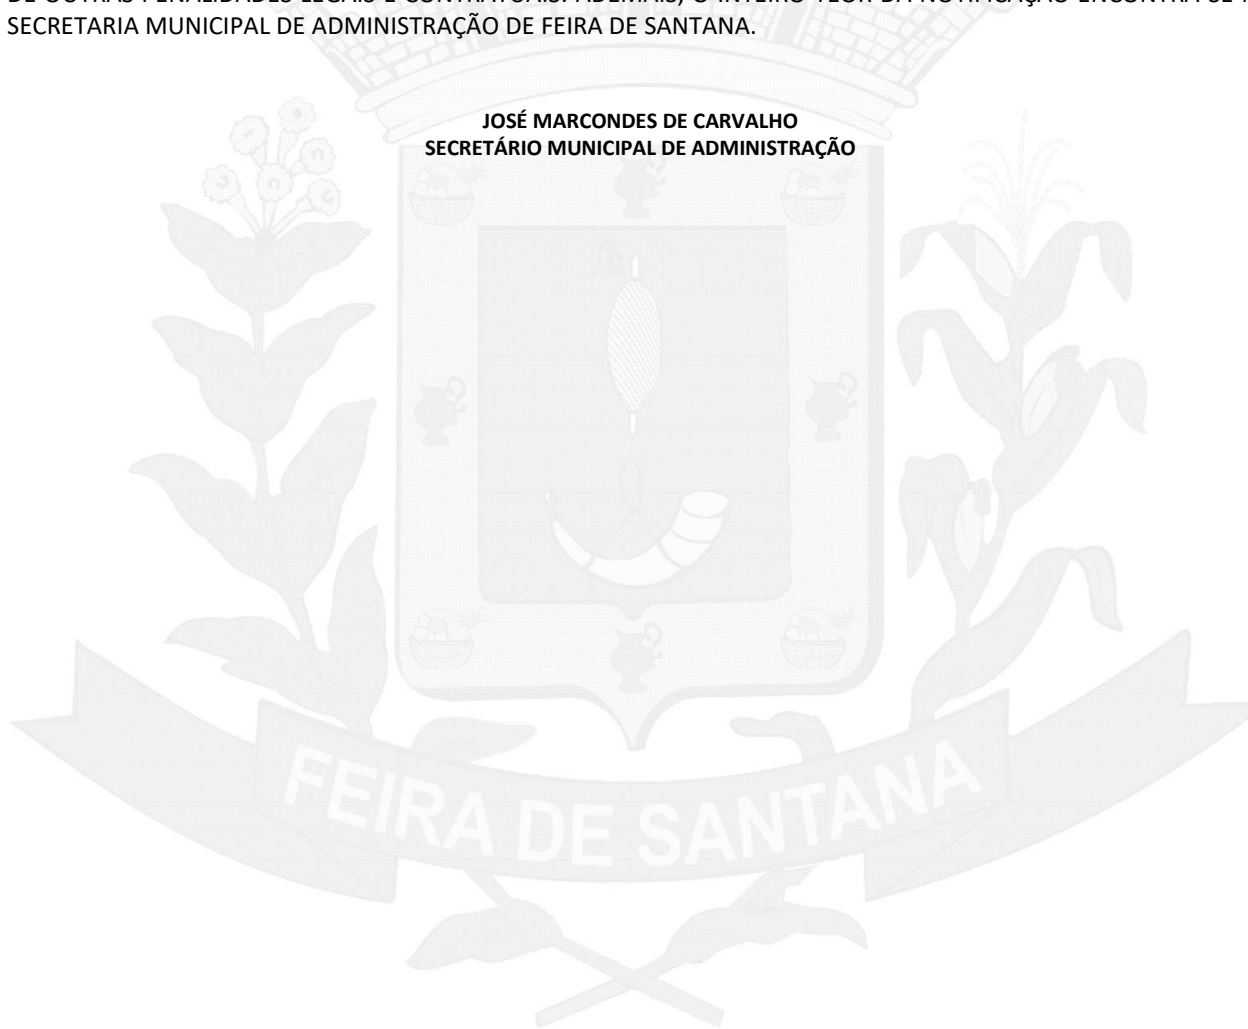 DE OUTRAS PENALIDADES LEGAIS E CONTRATUAIS. ADEMAIS, O INTEIRO TEOR DA NOTIFICAÇÃO ENCONTRA-SE
SECRETARIA MUNICIPAL DE ADMINISTRAÇÃO DE FEIRA DE SANTANA.
JOSÉ MARCONDES DE CARVALHO
SECRETÁRIO MUNICIPAL DE ADMINISTRAÇÃO
FEIRA DE SANTANA